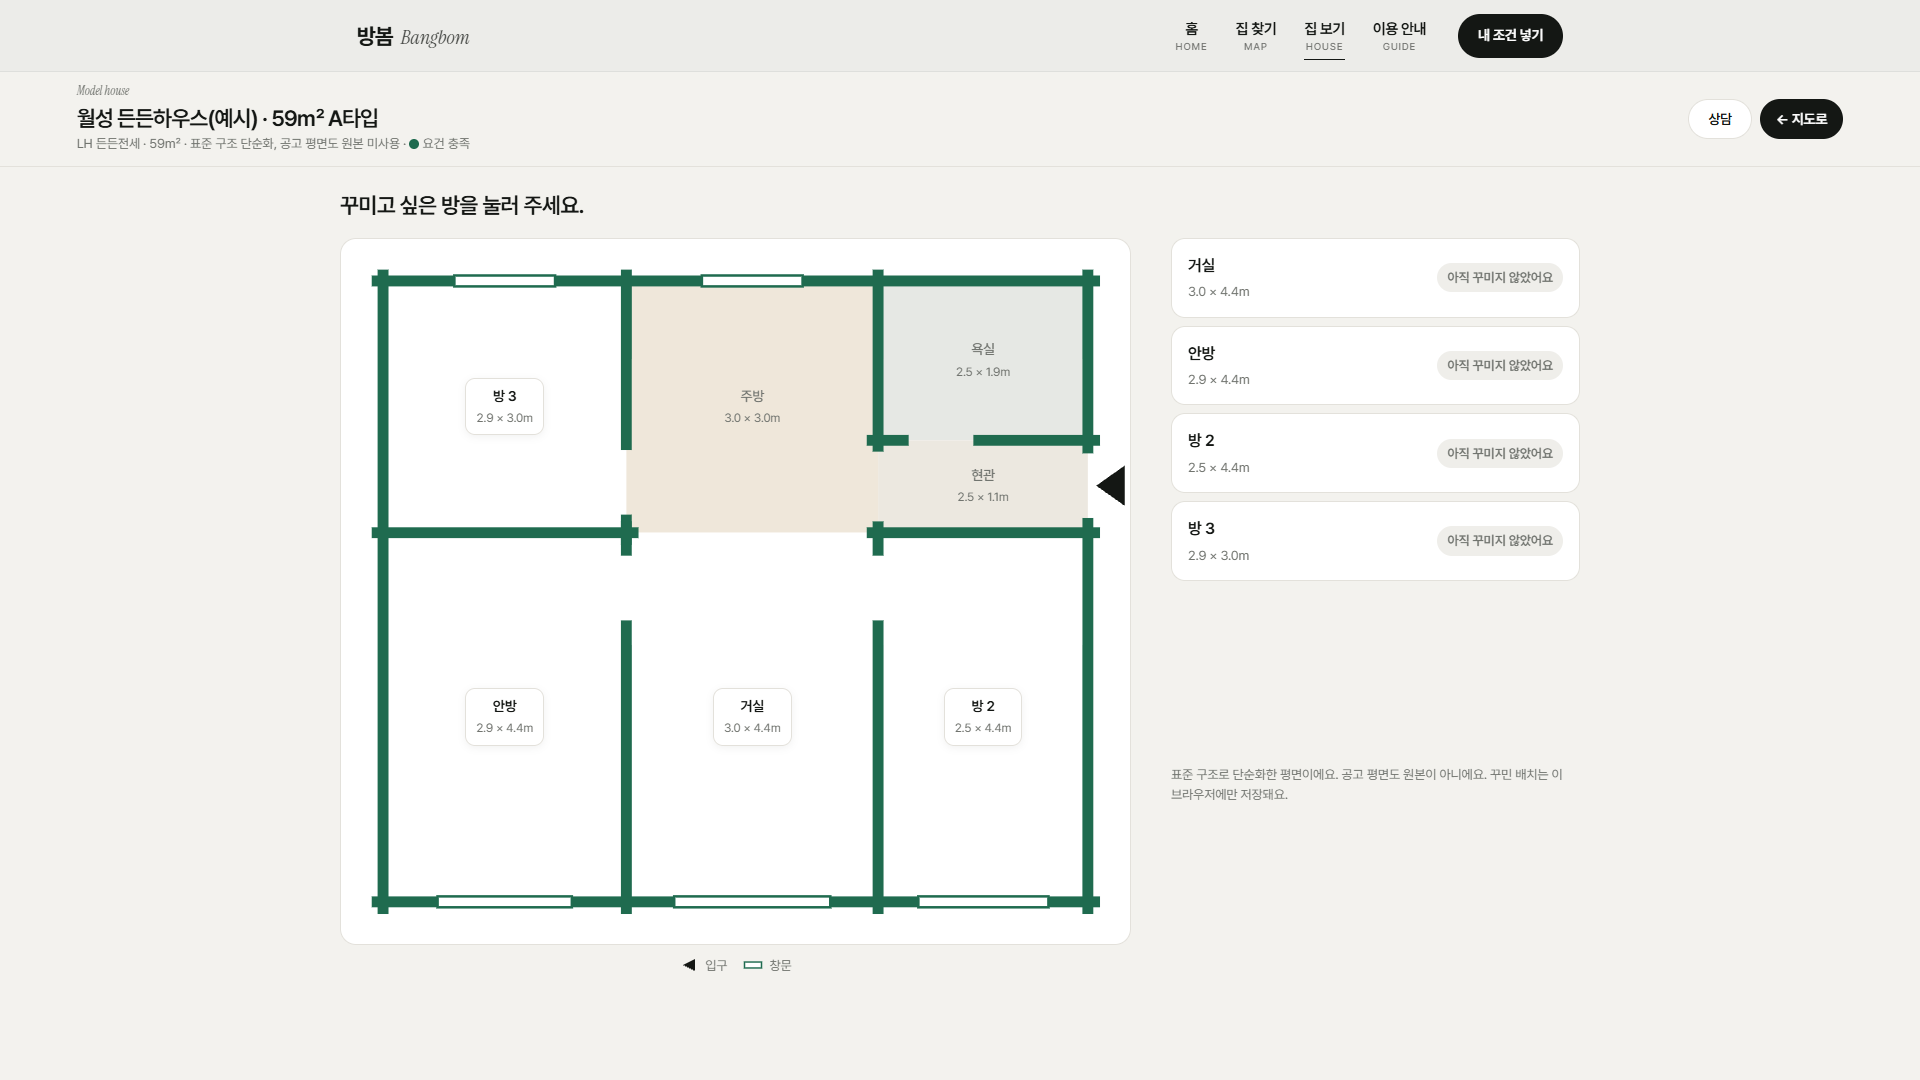 방봄 Bangbom
홈
HOME
집 찾기
MAP
집 보기
HOUSE
이용 안내
GUIDE
내 조건 넣기
Model house
월성 든든하우스(예시) · 59m² A타입
LH 든든전세 · 59m² · 표준 구조 단순화, 공고 평면도 원본 미사용 · 요건 충족
상담
← 지도로
꾸미고 싶은 방을 눌러 주세요.
방 3
2.9 × 3.0m
주방
3.0 × 3.0m
욕실
2.5 × 1.9m
현관
2.5 × 1.1m
안방
2.9 × 4.4m
거실
3.0 × 4.4m
방 2
2.5 × 4.4m
입구
창문
거실
3.0 × 4.4m
아직 꾸미지 않았어요
안방
2.9 × 4.4m
아직 꾸미지 않았어요
방 2
2.5 × 4.4m
아직 꾸미지 않았어요
방 3
2.9 × 3.0m
아직 꾸미지 않았어요
표준 구조로 단순화한 평면이에요. 공고 평면도 원본이 아니에요. 꾸민 배치는 이
브라우저에만 저장돼요.